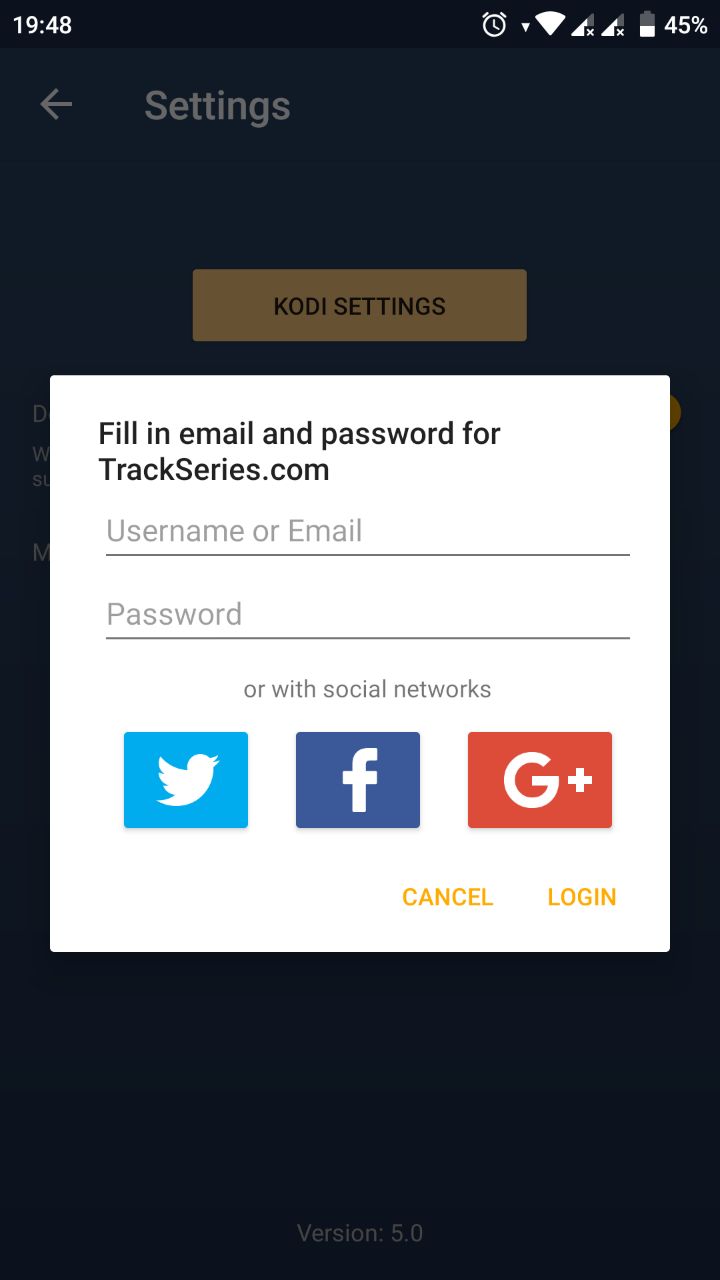 19:48
45%
Settings
KODI SETTINGS
Fill in email and password for
TrackSeries.com
Username or Email
Password
or with social networks
f
G+
CANCEL
LOGIN
Version: 5.0